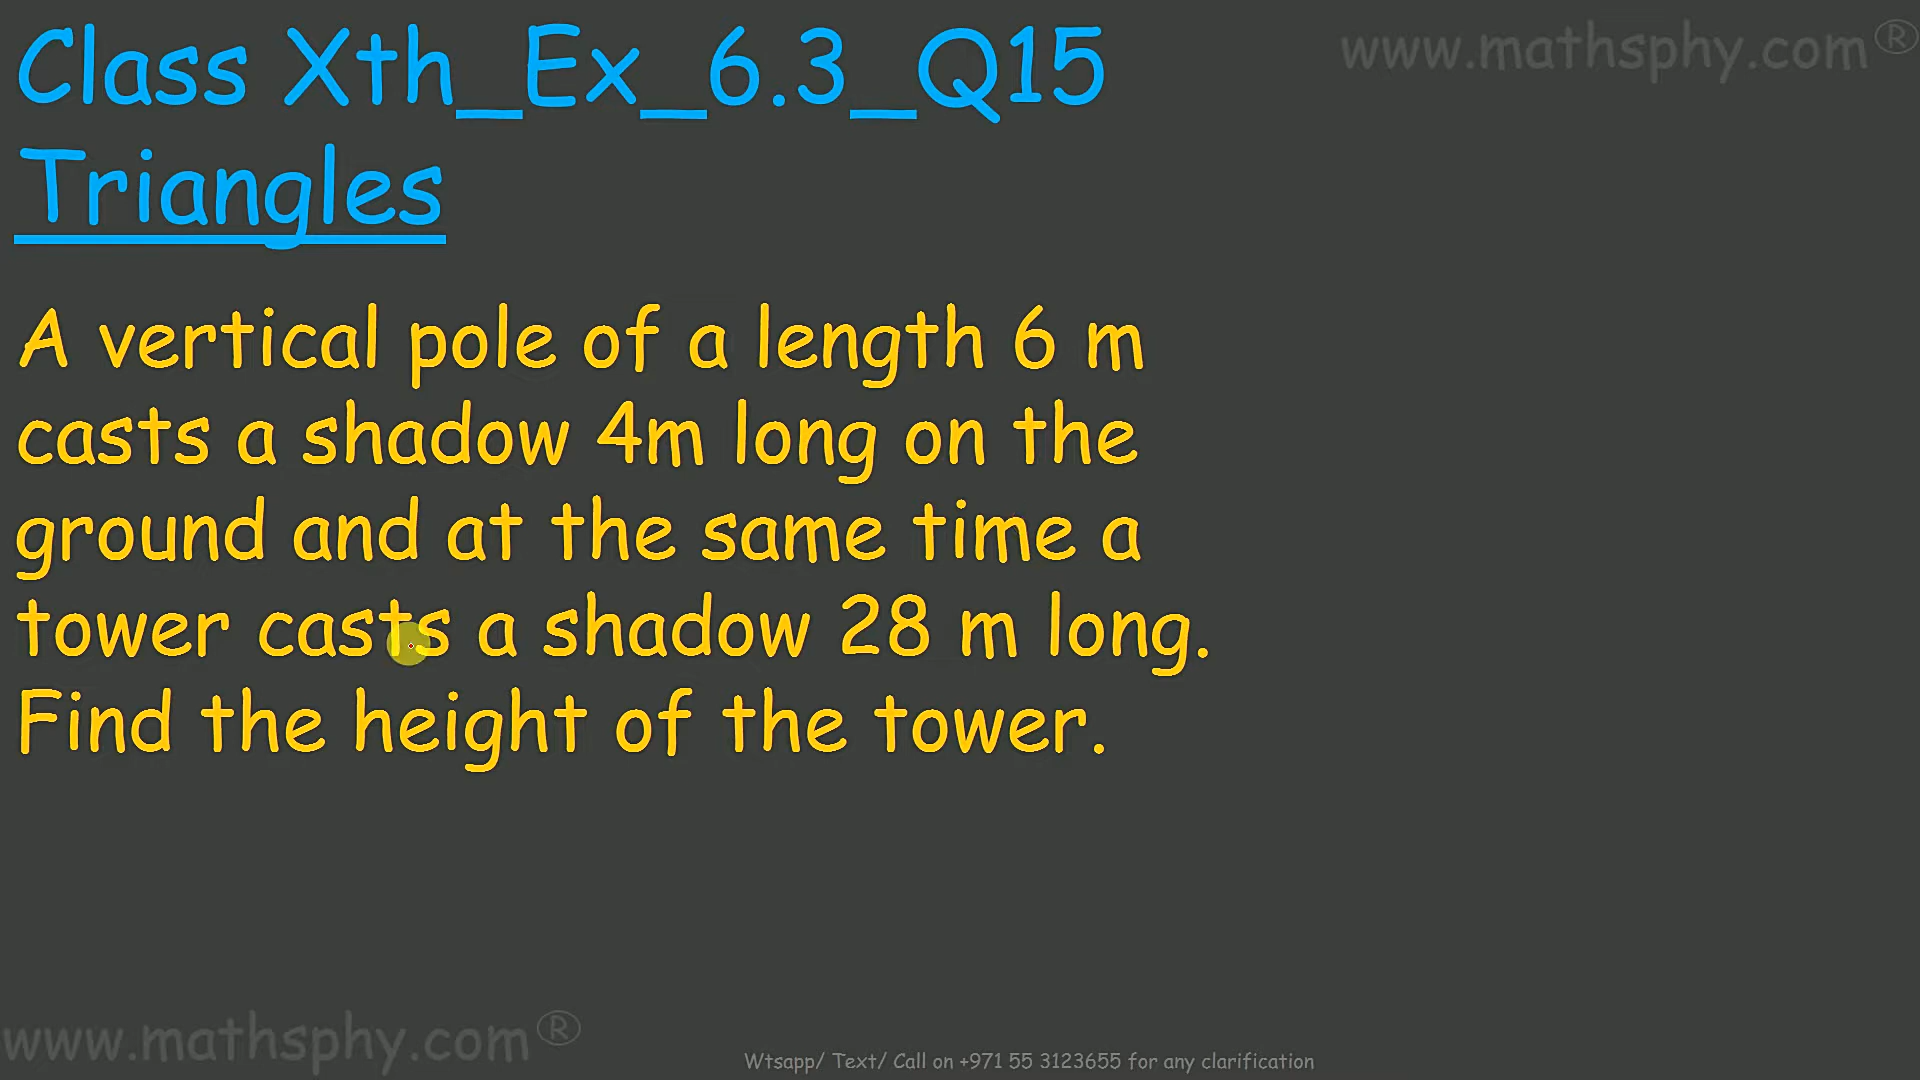 Class Xth_Ex_6.3_Q15
www.mathsphy.com®
Triangles
A vertical pole of a length 6 m
casts a shadow 4m long on the
ground and at the same time a
tower casts a shadow 28 m long.
Find the height of the tower.
www.mathsphy.com®
Wtsapp/ Text/ Call on +971 55 3123655 for any clarification